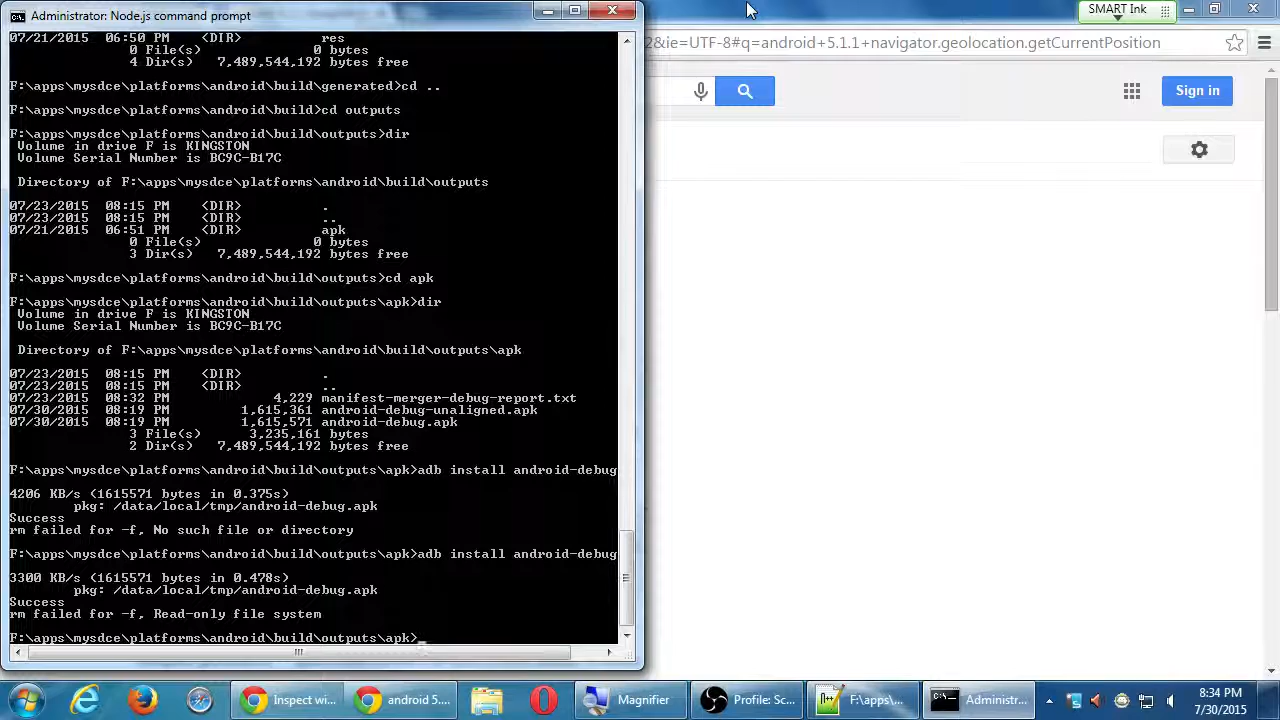 Administrator: Node.js command prompt
SMART Ink
07/21/2015  06:50 PM    <DIR>          res
               0 File(s)              0 bytes
               4 Dir(s)   7,489,544,192 bytes free
F:\apps\mysdce\platforms\android\build\generated>cd ..
F:\apps\mysdce\platforms\android\build>cd outputs
F:\apps\mysdce\platforms\android\build\outputs>dir
 Volume in drive F is KINGSTON
 Volume Serial Number is BC9C-B17C
 Directory of F:\apps\mysdce\platforms\android\build\outputs
07/23/2015  08:15 PM    <DIR>          .
07/23/2015  08:15 PM    <DIR>          ..
07/21/2015  06:51 PM    <DIR>          apk
               0 File(s)              0 bytes
               3 Dir(s)   7,489,544,192 bytes free
F:\apps\mysdce\platforms\android\build\outputs>cd apk
F:\apps\mysdce\platforms\android\build\outputs\apk>dir
 Volume in drive F is KINGSTON
 Volume Serial Number is BC9C-B17C
 Directory of F:\apps\mysdce\platforms\android\build\outputs\apk
07/23/2015  08:15 PM    <DIR>          .
07/23/2015  08:15 PM    <DIR>          ..
07/23/2015  08:32 PM             4,229 manifest-merger-debug-report.txt
07/30/2015  08:19 PM         1,615,361 android-debug-unaligned.apk
07/30/2015  08:19 PM         1,615,571 android-debug.apk
               3 File(s)      3,235,161 bytes
               2 Dir(s)   7,489,544,192 bytes free
F:\apps\mysdce\platforms\android\build\outputs\apk>adb install android-debug
4206 KB/s (1615571 bytes in 0.375s)
        pkg: /data/local/tmp/android-debug.apk
Success
rm failed for -f, No such file or directory
F:\apps\mysdce\platforms\android\build\outputs\apk>adb install android-debug
3300 KB/s (1615571 bytes in 0.478s)
        pkg: /data/local/tmp/android-debug.apk
Success
rm failed for -f, Read-only file system
F:\apps\mysdce\platforms\android\build\outputs\apk>_
2&ie=UTF-8#q=android+5.1.1+navigator.geolocation.getCurrentPosition
Sign in
Inspect wi...
android 5....
Magnifier
Profile: Sc...
F:\apps\...
Administr...
8:34 PM
7/30/2015